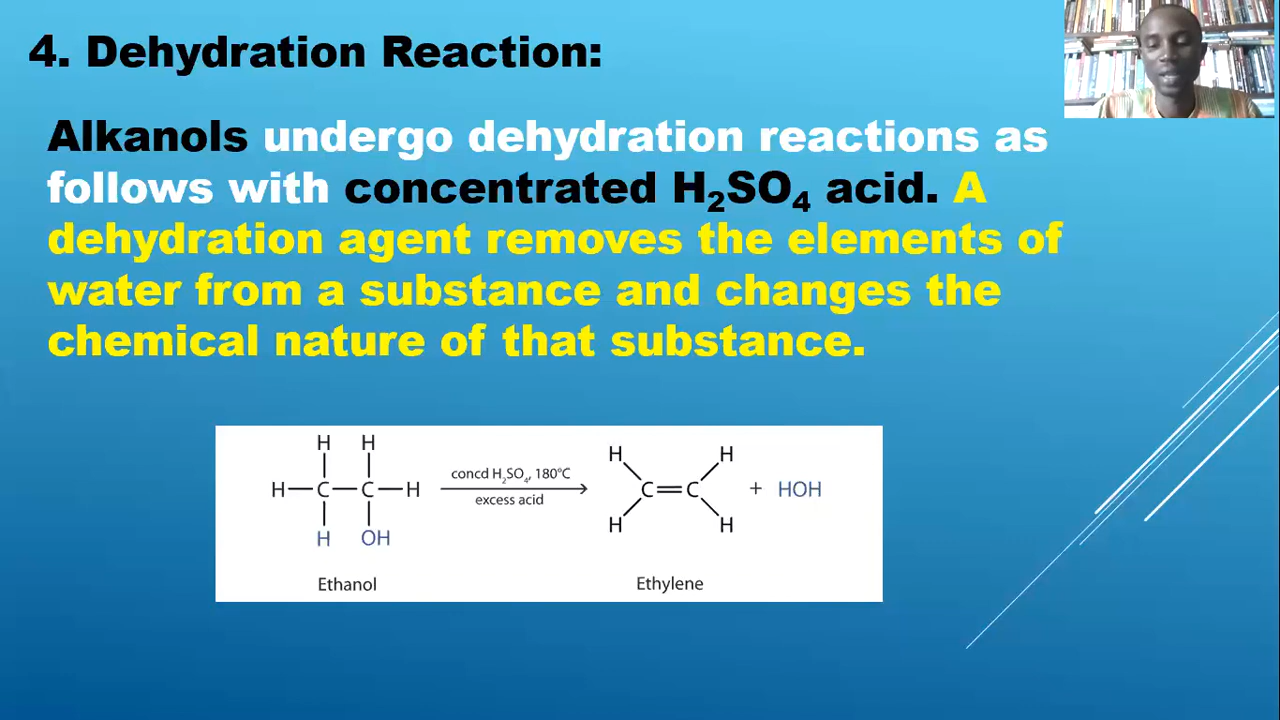 4. Dehydration Reaction:
Alkanols undergo dehydration reactions as
follows with concentrated H₂SO₄ acid. A
dehydration agent removes the elements of
water from a substance and changes the
chemical nature of that substance.
H H H H
concd H₂SO₄, 180°C
H—C—C—H C=C + HOH
excess acid
H OH H H
Ethanol Ethylene